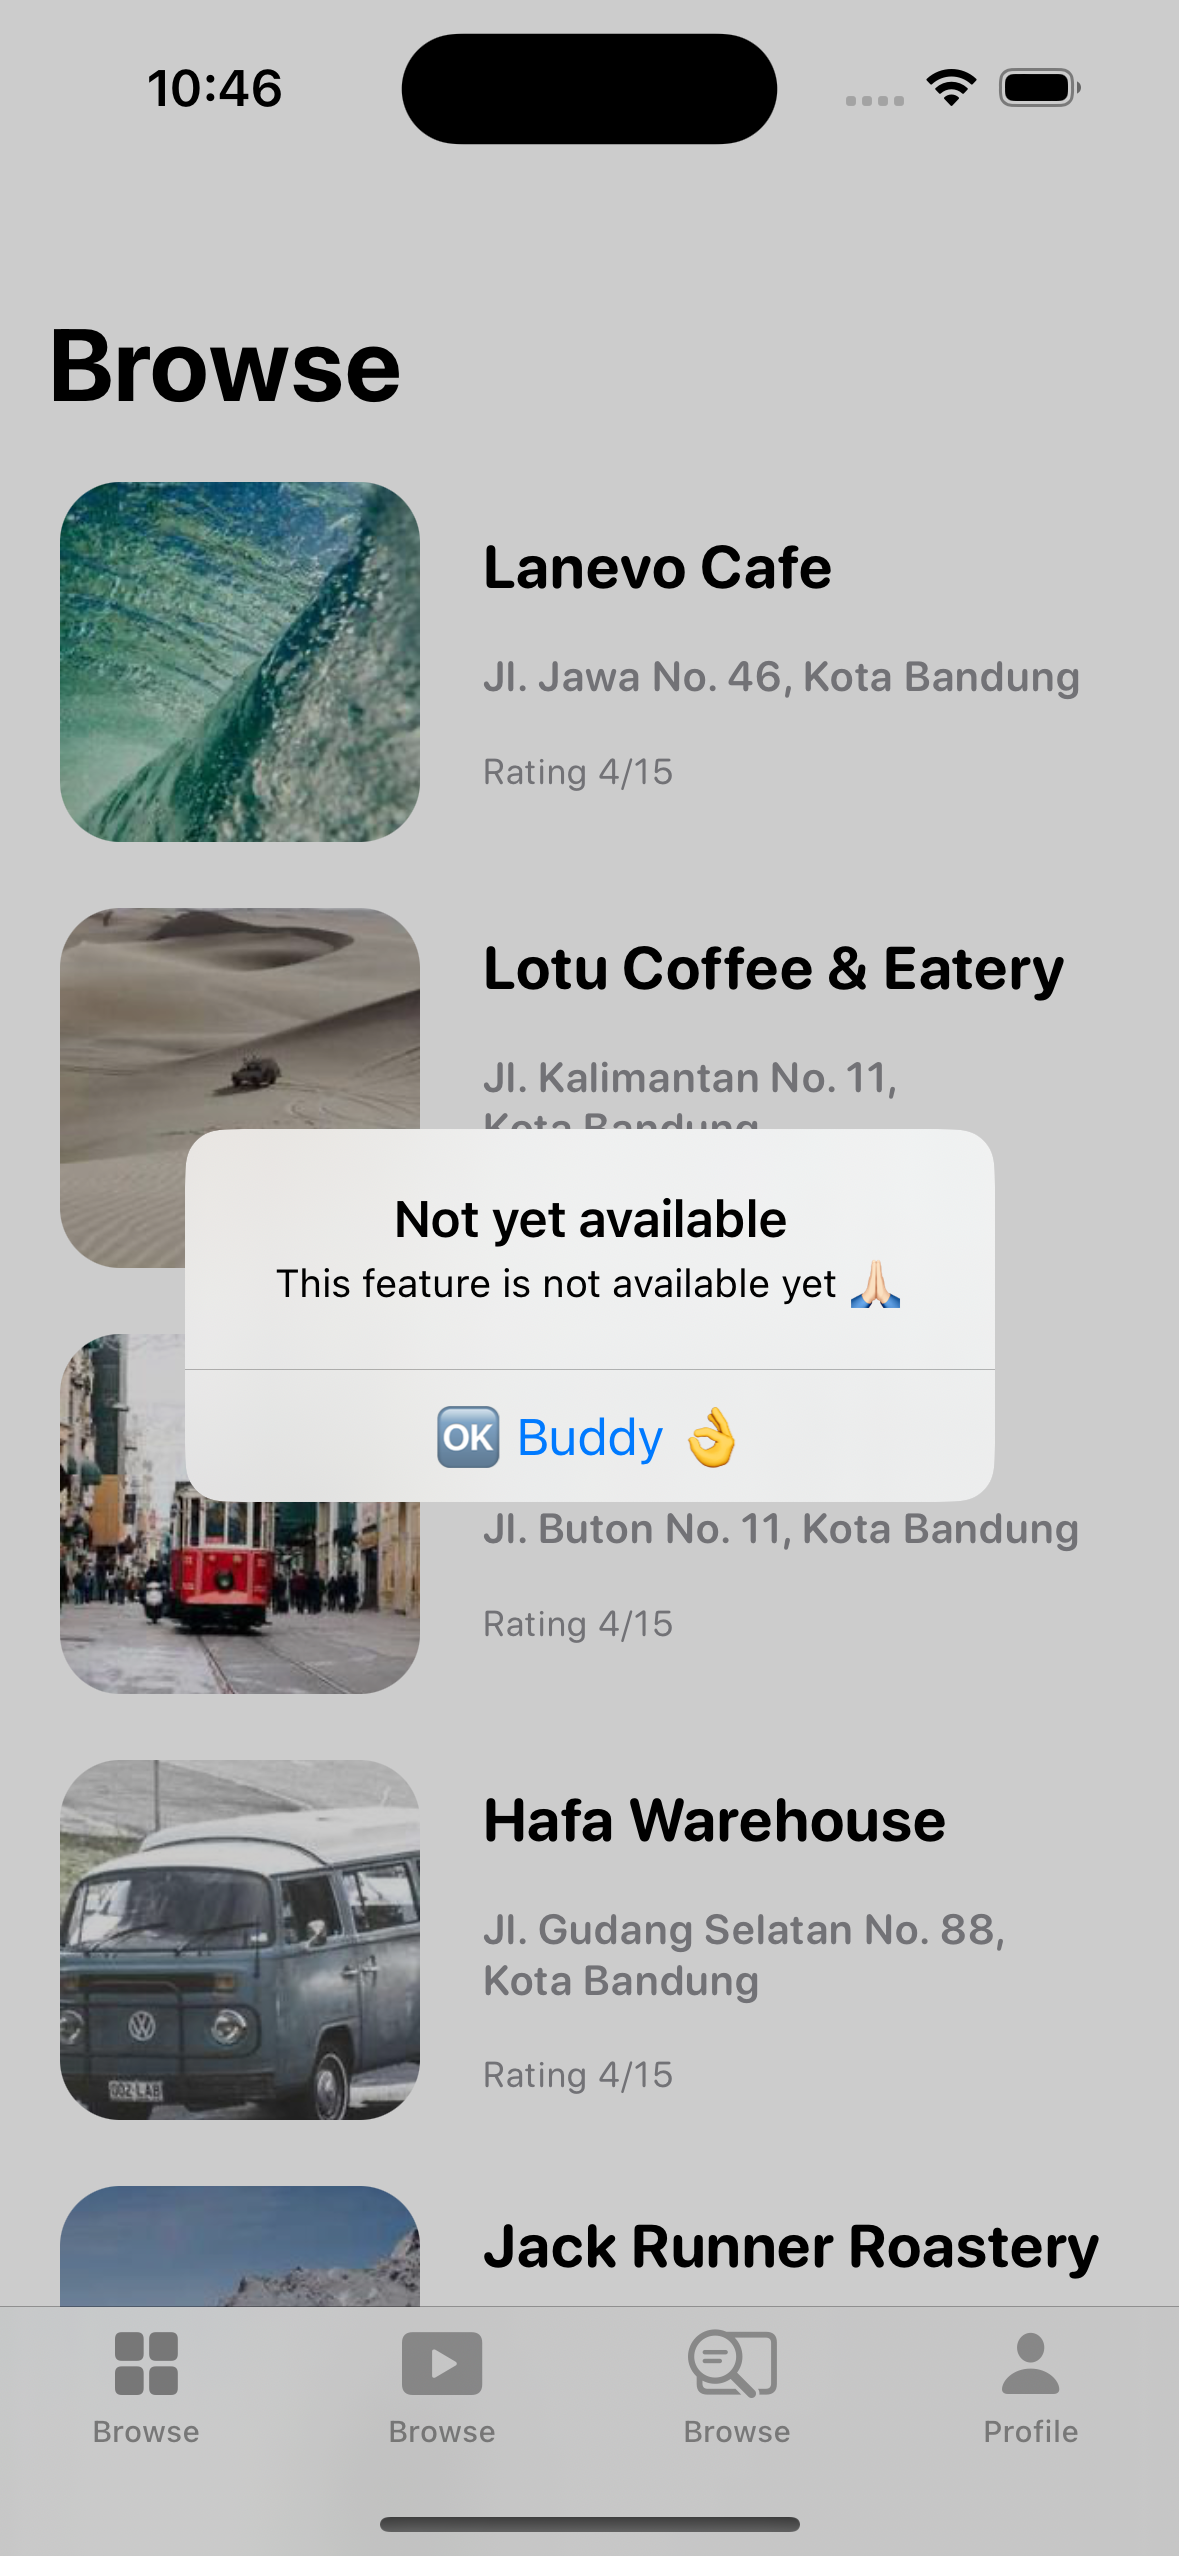 10:46
Browse
Lanevo Cafe
Jl. Jawa No. 46, Kota Bandung
Rating 4/15
Lotu Coffee & Eatery
Jl. Kalimantan No. 11,
Kota Bandung
Not yet available
This feature is not available yet 🙏🏻
🆗 Buddy 👌
Jl. Buton No. 11, Kota Bandung
Rating 4/15
Hafa Warehouse
Jl. Gudang Selatan No. 88,
Kota Bandung
Rating 4/15
Jack Runner Roastery
Browse
Browse
Browse
Profile